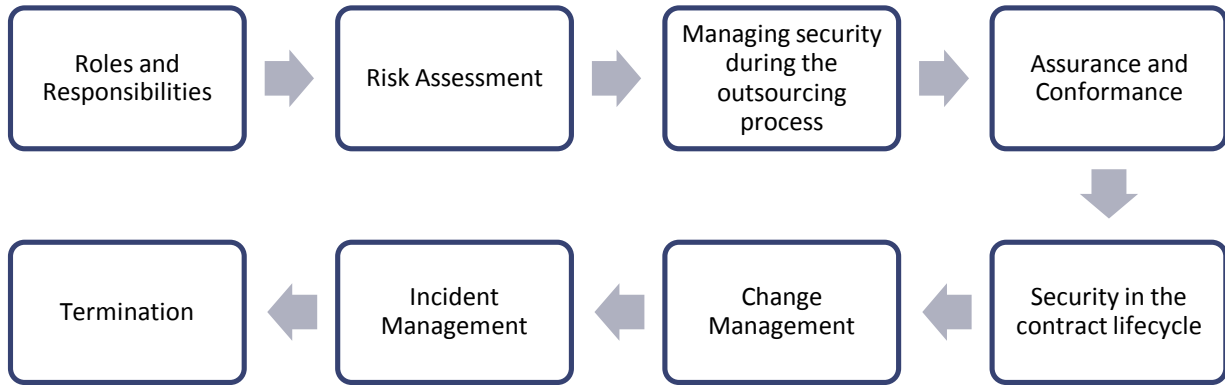 Roles and
Responsibilities
Risk Assessment
Managing security
during the
outsourcing
process
Assurance and
Conformance
Security in the
contract lifecycle
Change
Management
Incident
Management
Termination